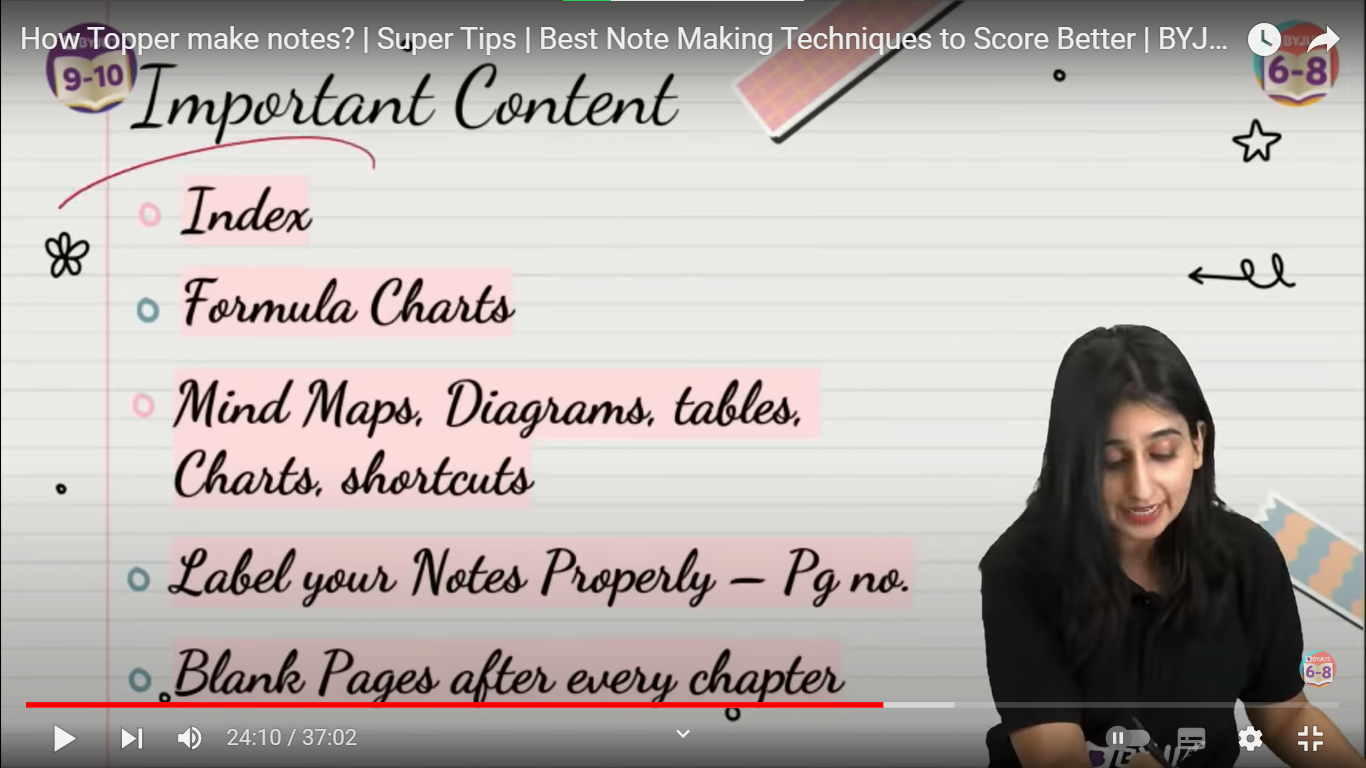 How Topper make notes? | Super Tips | Best Note Making Techniques to Score Better | BYJ...
BYJU'S
9-10
6-8
Important Content
Index
Formula Charts
Mind Maps, Diagrams, tables,
Charts, shortcuts
Label your Notes Properly – Pg no.
Blank Pages after every chapter
BYJU'S
6-8
24:10 / 37:02